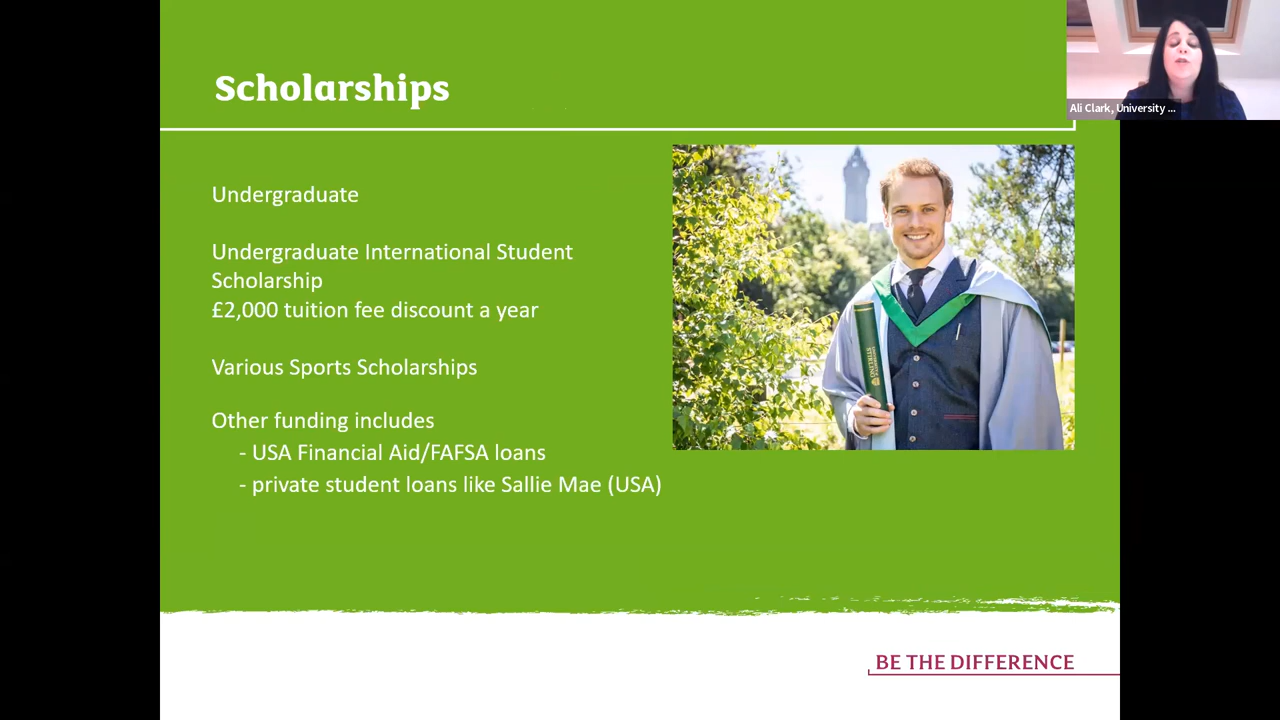 Scholarships
Ali Clark, University ...
Undergraduate
Undergraduate International Student
Scholarship
£2,000 tuition fee discount a year
Various Sports Scholarships
Other funding includes
- USA Financial Aid/FAFSA loans
- private student loans like Sallie Mae (USA)
STIRLING
BE THE DIFFERENCE